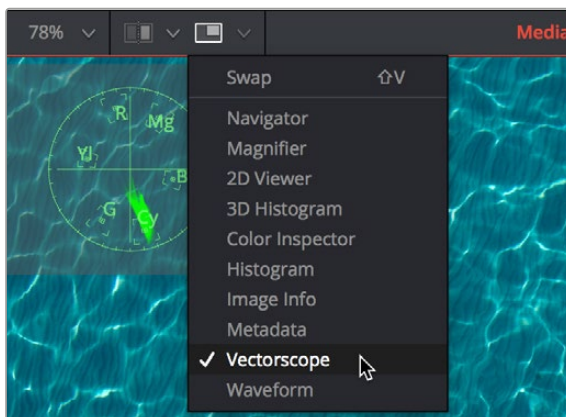 78%
Media
R
Mg
Yl
B
G
Cy
Swap ⇧V
Navigator
Magnifier
2D Viewer
3D Histogram
Color Inspector
Histogram
Image Info
Metadata
✓ Vectorscope
Waveform